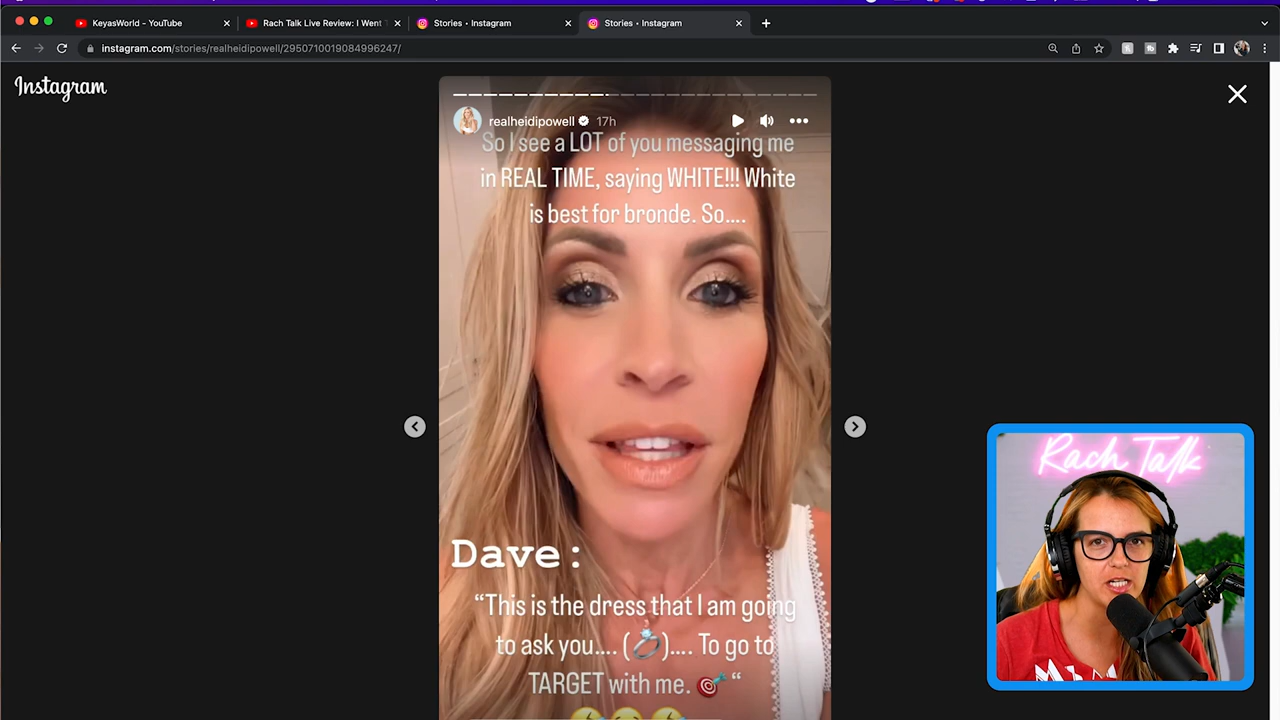 KeyasWorld - YouTube
Rach Talk Live Review: I Went
Stories • Instagram
Stories • Instagram
instagram.com/stories/realheidipowell/2950710019084996247/
Instagram
realheidipowell 17h
So I see a LOT of you messaging me
in REAL TIME, saying WHITE!!! White
is best for bronde. So....
Dave:
“This is the dress that I am going
to ask you.... (💍).... To go to
TARGET with me. 🎯 “
Rach Talk